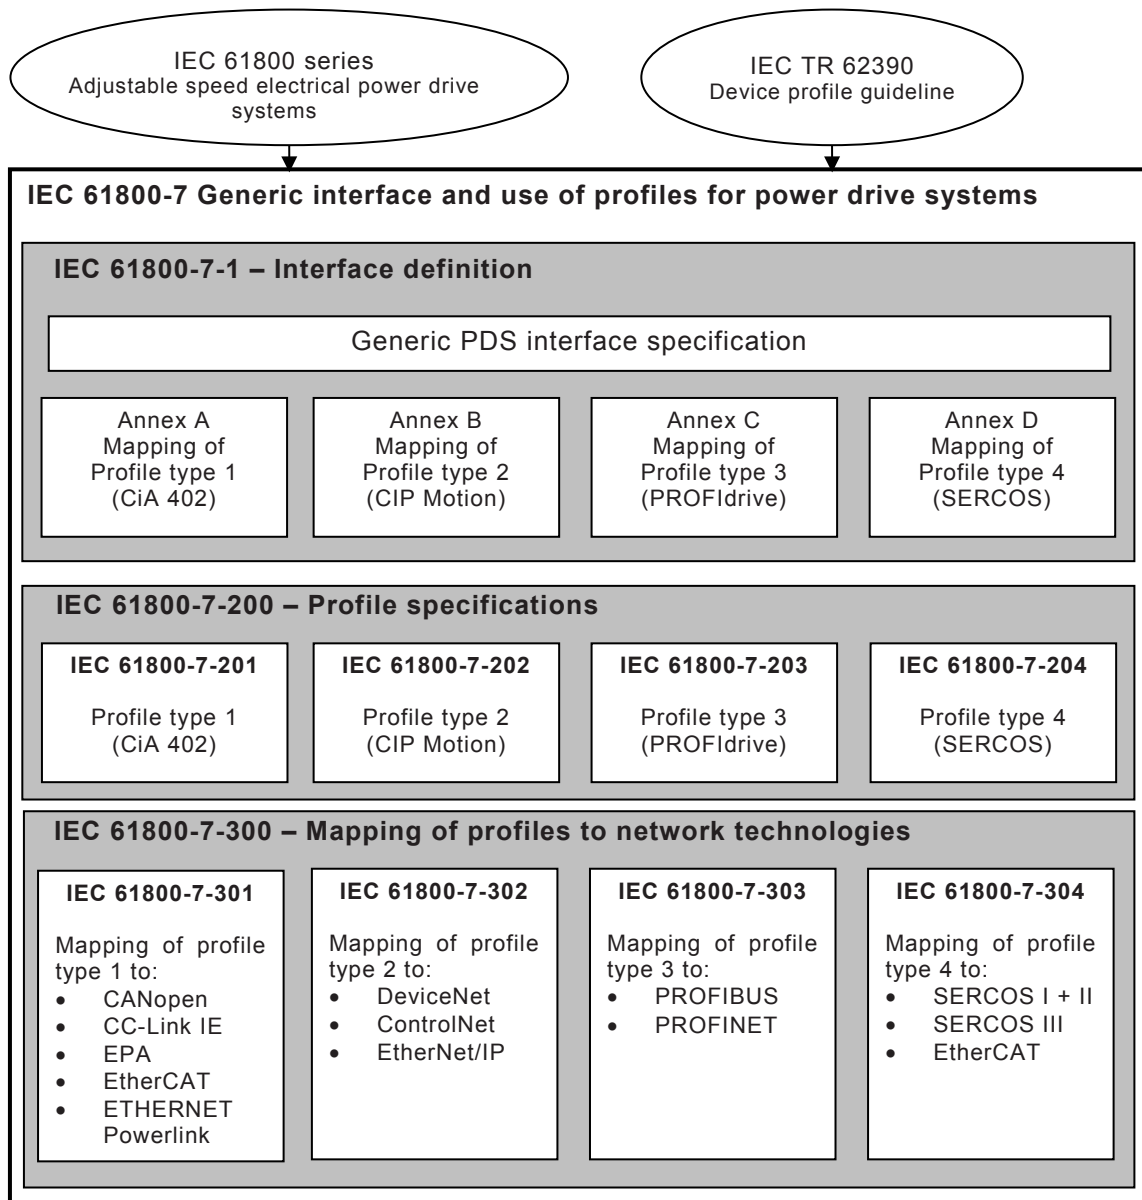 IEC 61800 series
Adjustable speed electrical power drive
systems
IEC TR 62390
Device profile guideline
IEC 61800-7 Generic interface and use of profiles for power drive systems
IEC 61800-7-1 – Interface definition
Generic PDS interface specification
Annex A
Mapping of
Profile type 1
(CiA 402)
Annex B
Mapping of
Profile type 2
(CIP Motion)
Annex C
Mapping of
Profile type 3
(PROFIdrive)
Annex D
Mapping of
Profile type 4
(SERCOS)
IEC 61800-7-200 – Profile specifications
IEC 61800-7-201
Profile type 1
(CiA 402)
IEC 61800-7-202
Profile type 2
(CIP Motion)
IEC 61800-7-203
Profile type 3
(PROFIdrive)
IEC 61800-7-204
Profile type 4
(SERCOS)
IEC 61800-7-300 – Mapping of profiles to network technologies
IEC 61800-7-301
Mapping of profile
type 1 to:
• CANopen
• CC-Link IE
• EPA
• EtherCAT
• ETHERNET
Powerlink
IEC 61800-7-302
Mapping of profile
type 2 to:
• DeviceNet
• ControlNet
• EtherNet/IP
IEC 61800-7-303
Mapping of profile
type 3 to:
• PROFIBUS
• PROFINET
IEC 61800-7-304
Mapping of profile
type 4 to:
• SERCOS I + II
• SERCOS III
• EtherCAT